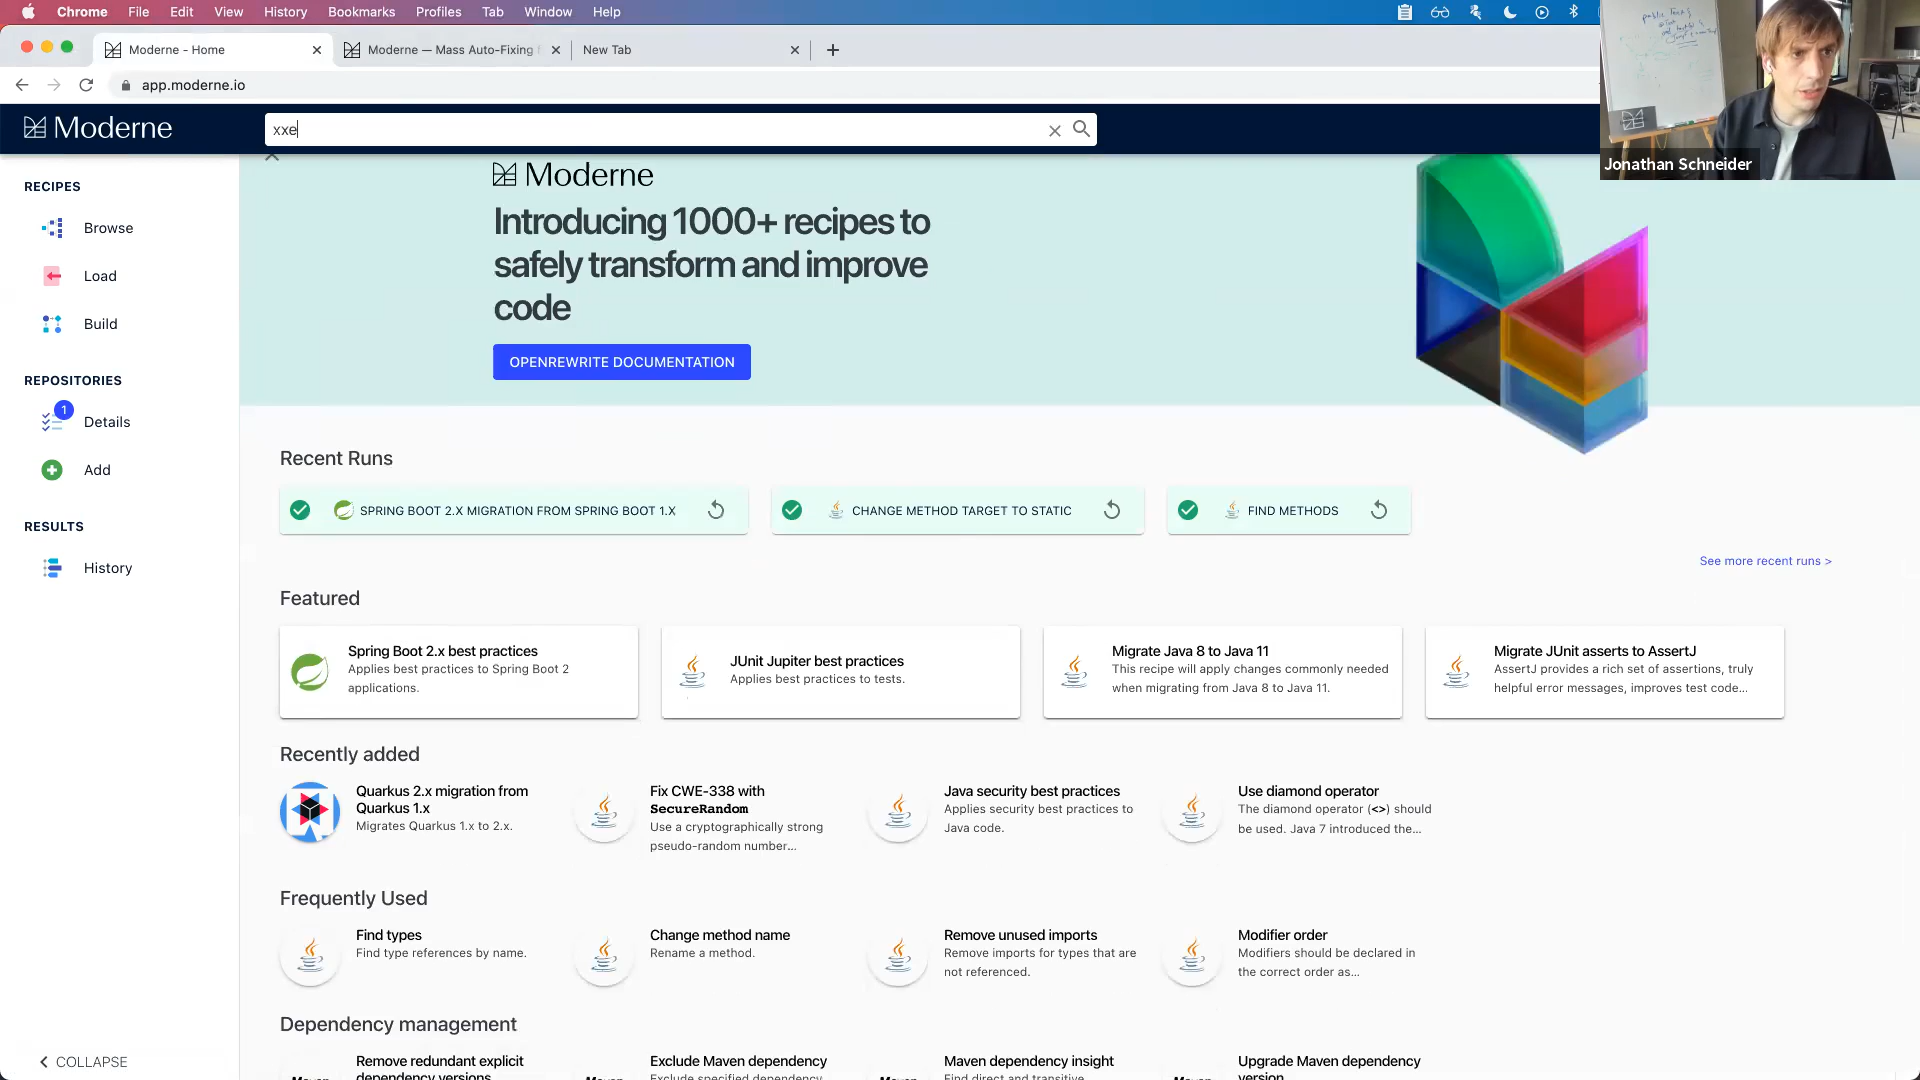 Chrome File Edit View History Bookmarks Profiles Tab Window Help
Moderne - Home
Moderne — Mass Auto-Fixing
New Tab
app.moderne.io
Moderne
xxe
Jonathan Schneider
RECIPES
Browse
Load
Build
REPOSITORIES
1
Details
Add
RESULTS
History
COLLAPSE
Moderne
Introducing 1000+ recipes to
safely transform and improve
code
OPENREWRITE DOCUMENTATION
Recent Runs
SPRING BOOT 2.X MIGRATION FROM SPRING BOOT 1.X
CHANGE METHOD TARGET TO STATIC
FIND METHODS
See more recent runs >
Featured
Spring Boot 2.x best practices
Applies best practices to Spring Boot 2
applications.
JUnit Jupiter best practices
Applies best practices to tests.
Migrate Java 8 to Java 11
This recipe will apply changes commonly needed
when migrating from Java 8 to Java 11.
Migrate JUnit asserts to AssertJ
AssertJ provides a rich set of assertions, truly
helpful error messages, improves test code...
Recently added
Quarkus 2.x migration from
Quarkus 1.x
Migrates Quarkus 1.x to 2.x.
Fix CWE-338 with
SecureRandom
Use a cryptographically strong
pseudo-random number...
Java security best practices
Applies security best practices to
Java code.
Use diamond operator
The diamond operator (<>) should
be used. Java 7 introduced the...
Frequently Used
Find types
Find type references by name.
Change method name
Rename a method.
Remove unused imports
Remove imports for types that are
not referenced.
Modifier order
Modifiers should be declared in
the correct order as...
Dependency management
Remove redundant explicit
dependency versions
Exclude Maven dependency
Exclude specified dependency
Maven dependency insight
Find direct and transitive
Upgrade Maven dependency
version